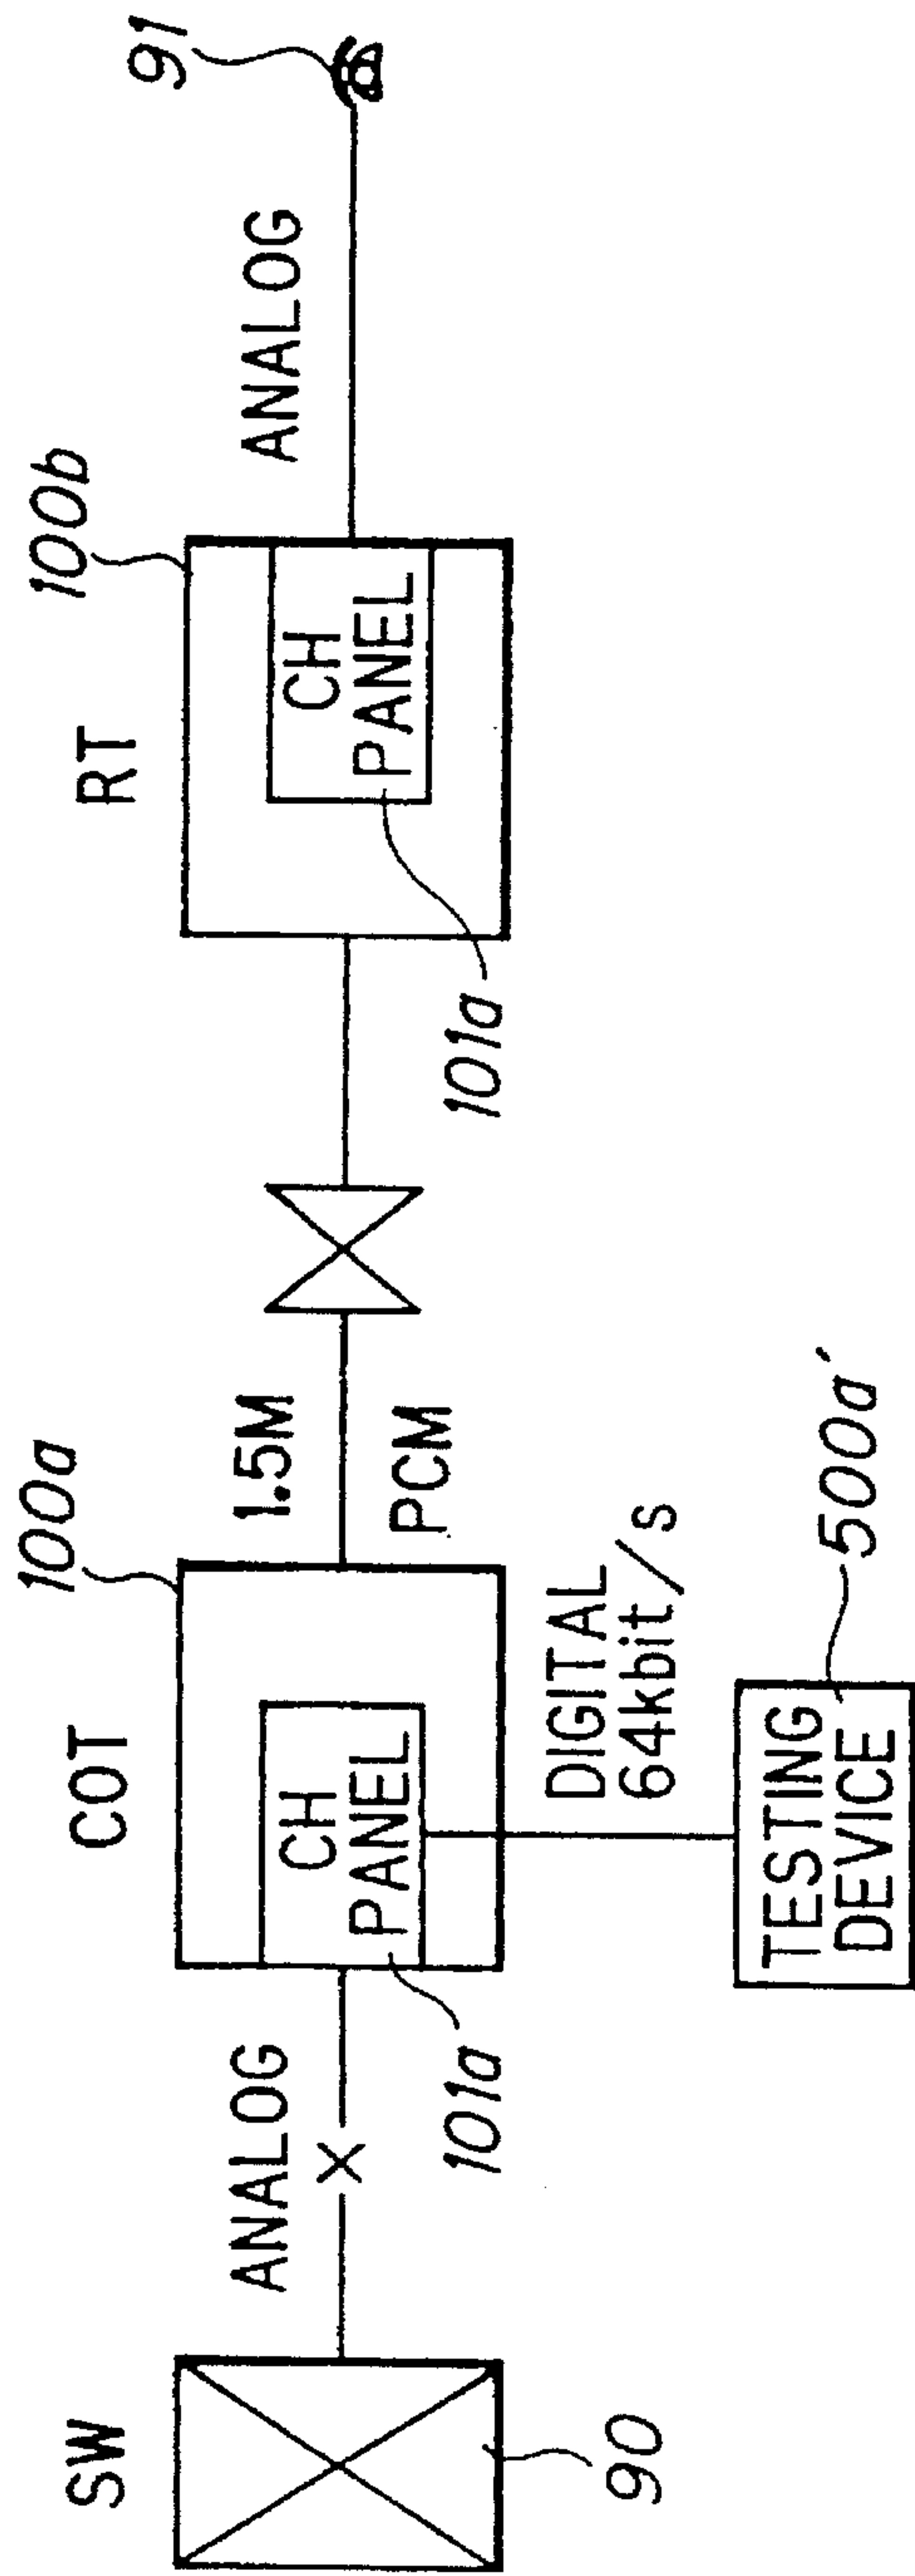 SW
90
ANALOG
X
COT
100a
CH
PANEL
101a
DIGITAL
64kbit/s
TESTING
DEVICE
500a´
1.5M
PCM
RT
100b
CH
PANEL
101a
ANALOG
91